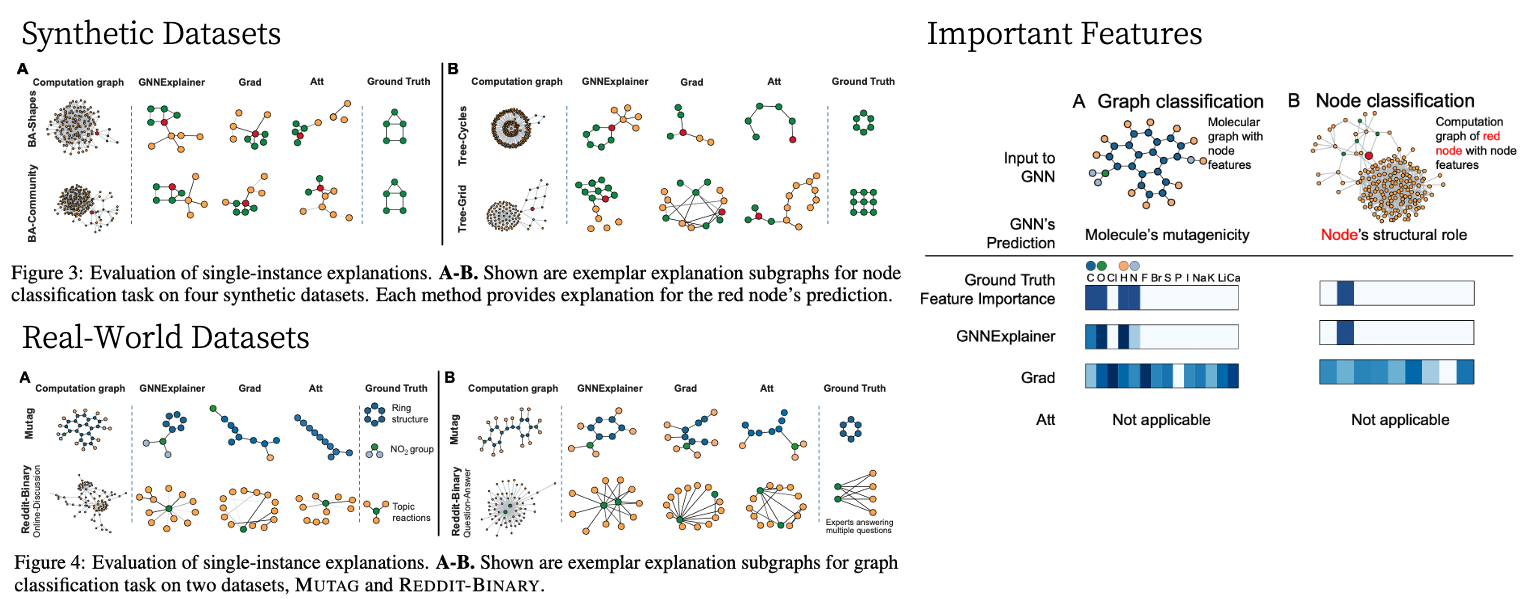 Synthetic Datasets
A
Computation graph GNNExplainer Grad Att Ground Truth
BA-Shapes
BA-Community
B
Computation graph GNNExplainer Grad Att Ground Truth
Tree-Cycles
Tree-Grid
Figure 3: Evaluation of single-instance explanations. A-B. Shown are exemplar explanation subgraphs for node
classification task on four synthetic datasets. Each method provides explanation for the red node's prediction.
Real-World Datasets
A
Computation graph GNNExplainer Grad Att Ground Truth
Mutag
Ring
structure
NO2 group
Reddit-Binary
Online-Discussion
Topic
reactions
B
Computation graph GNNExplainer Grad Att Ground Truth
Mutag
Reddit-Binary
Question-Answer
Experts answering
multiple questions
Figure 4: Evaluation of single-instance explanations. A-B. Shown are exemplar explanation subgraphs for graph
classification task on two datasets, MUTAG and REDDIT-BINARY.
Important Features
A Graph classification
Molecular
graph with
node
features
B Node classification
Computation
graph of red
node with node
features
Input to
GNN
GNN's
Prediction
Molecule's mutagenicity
Node's structural role
Ground Truth
Feature Importance
C O Cl H N F Br S P I Na K Li Ca
GNNExplainer
Grad
Att
Not applicable
Not applicable